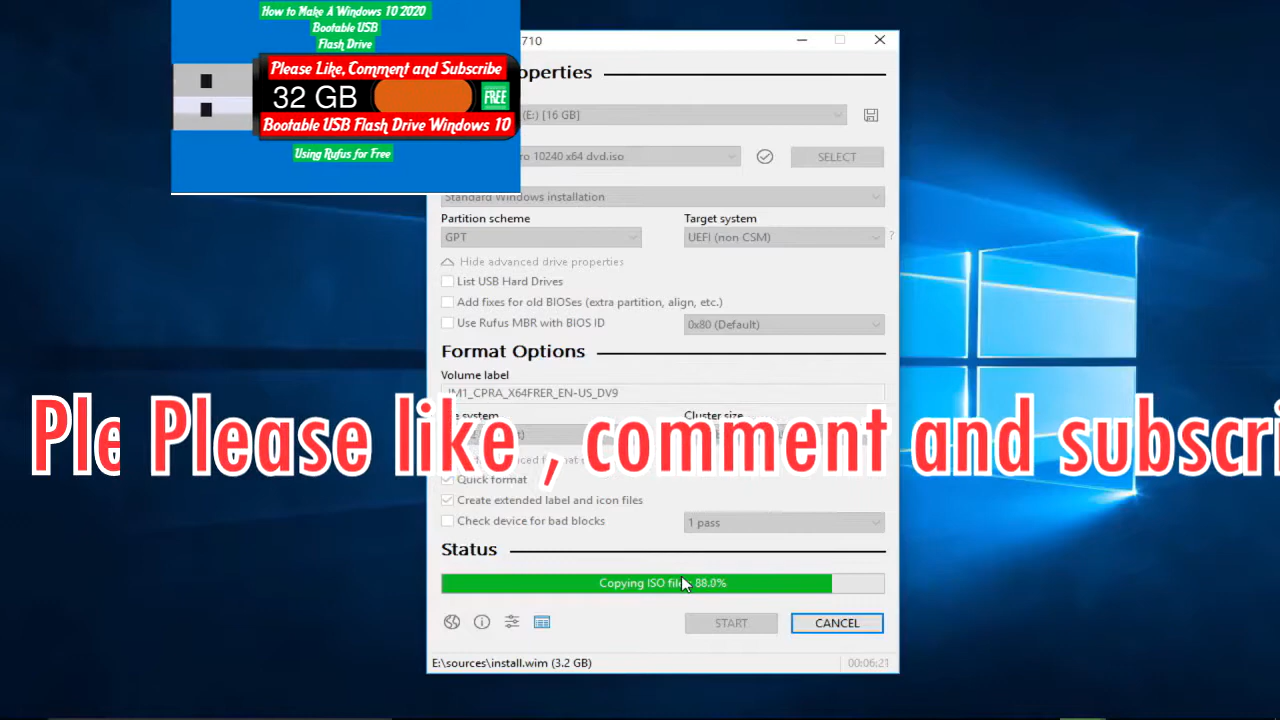 How to Make A Windows 10 2020
Bootable USB
Flash Drive
Please Like, Comment and Subscribe
32 GB
FREE
Bootable USB Flash Drive Windows 10
Using Rufus for Free
710
operties
(E:) [16 GB]
ro 10240 x64 dvd.iso
SELECT
Standard Windows installation
Partition scheme
Target system
GPT
UEFI (non CSM)
?
Hide advanced drive properties
List USB Hard Drives
Add fixes for old BIOSes (extra partition, align, etc.)
Use Rufus MBR with BIOS ID
0x80 (Default)
Format Options
Volume label
JM1_CPRA_X64FRER_EN-US_DV9
system
Cluster size
Ple Please like , comment and subscri
Quick format
Create extended label and icon files
Check device for bad blocks
1 pass
Status
Copying ISO file 88.0%
START
CANCEL
E:\sources\install.wim (3.2 GB)
00:06:21